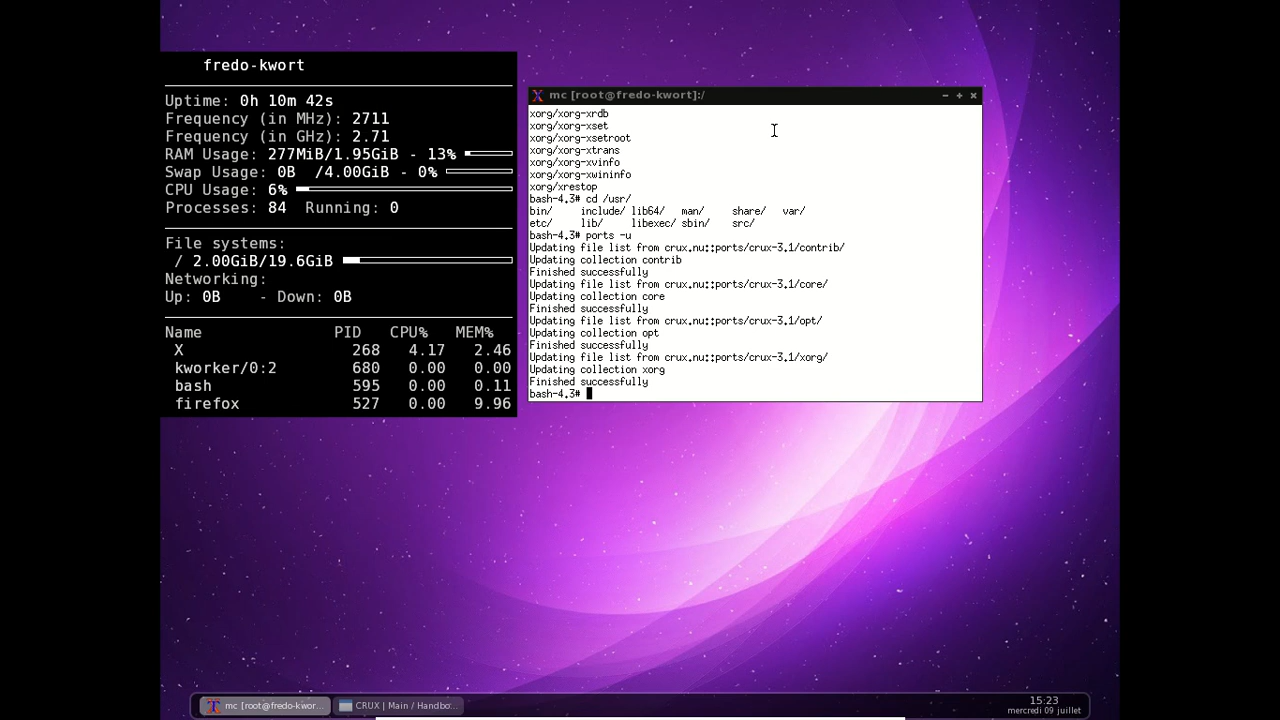 fredo-kwort
Uptime: 0h 10m 42s
Frequency (in MHz): 2711
Frequency (in GHz): 2.71
RAM Usage: 277MiB/1.95GiB - 13%
Swap Usage: 0B /4.00GiB - 0%
CPU Usage: 6%
Processes: 84 Running: 0
File systems:
/ 2.00GiB/19.6GiB
Networking:
Up: 0B - Down: 0B
Name PID CPU% MEM%
X 268 4.17 2.46
kworker/0:2 680 0.00 0.00
bash 595 0.00 0.11
firefox 527 0.00 9.96
mc [root@fredo-kwort]:/
xorg/xorg-xrdb
xorg/xorg-xset
xorg/xorg-xsetroot
xorg/xorg-xtrans
xorg/xorg-xvinfo
xorg/xorg-xwininfo
xorg/xrestop
bash-4.3# cd /usr/
bin/ include/ lib64/ man/ share/ var/
etc/ lib/ libexec/ sbin/ src/
bash-4.3# ports -u
Updating file list from crux.nu::ports/crux-3.1/contrib/
Updating collection contrib
Finished successfully
Updating file list from crux.nu::ports/crux-3.1/core/
Updating collection core
Finished successfully
Updating file list from crux.nu::ports/crux-3.1/opt/
Updating collection opt
Finished successfully
Updating file list from crux.nu::ports/crux-3.1/xorg/
Updating collection xorg
Finished successfully
bash-4.3#
mc [root@fredo-kwor...
CRUX | Main / Handbo...
15:23
mercredi 09 juillet